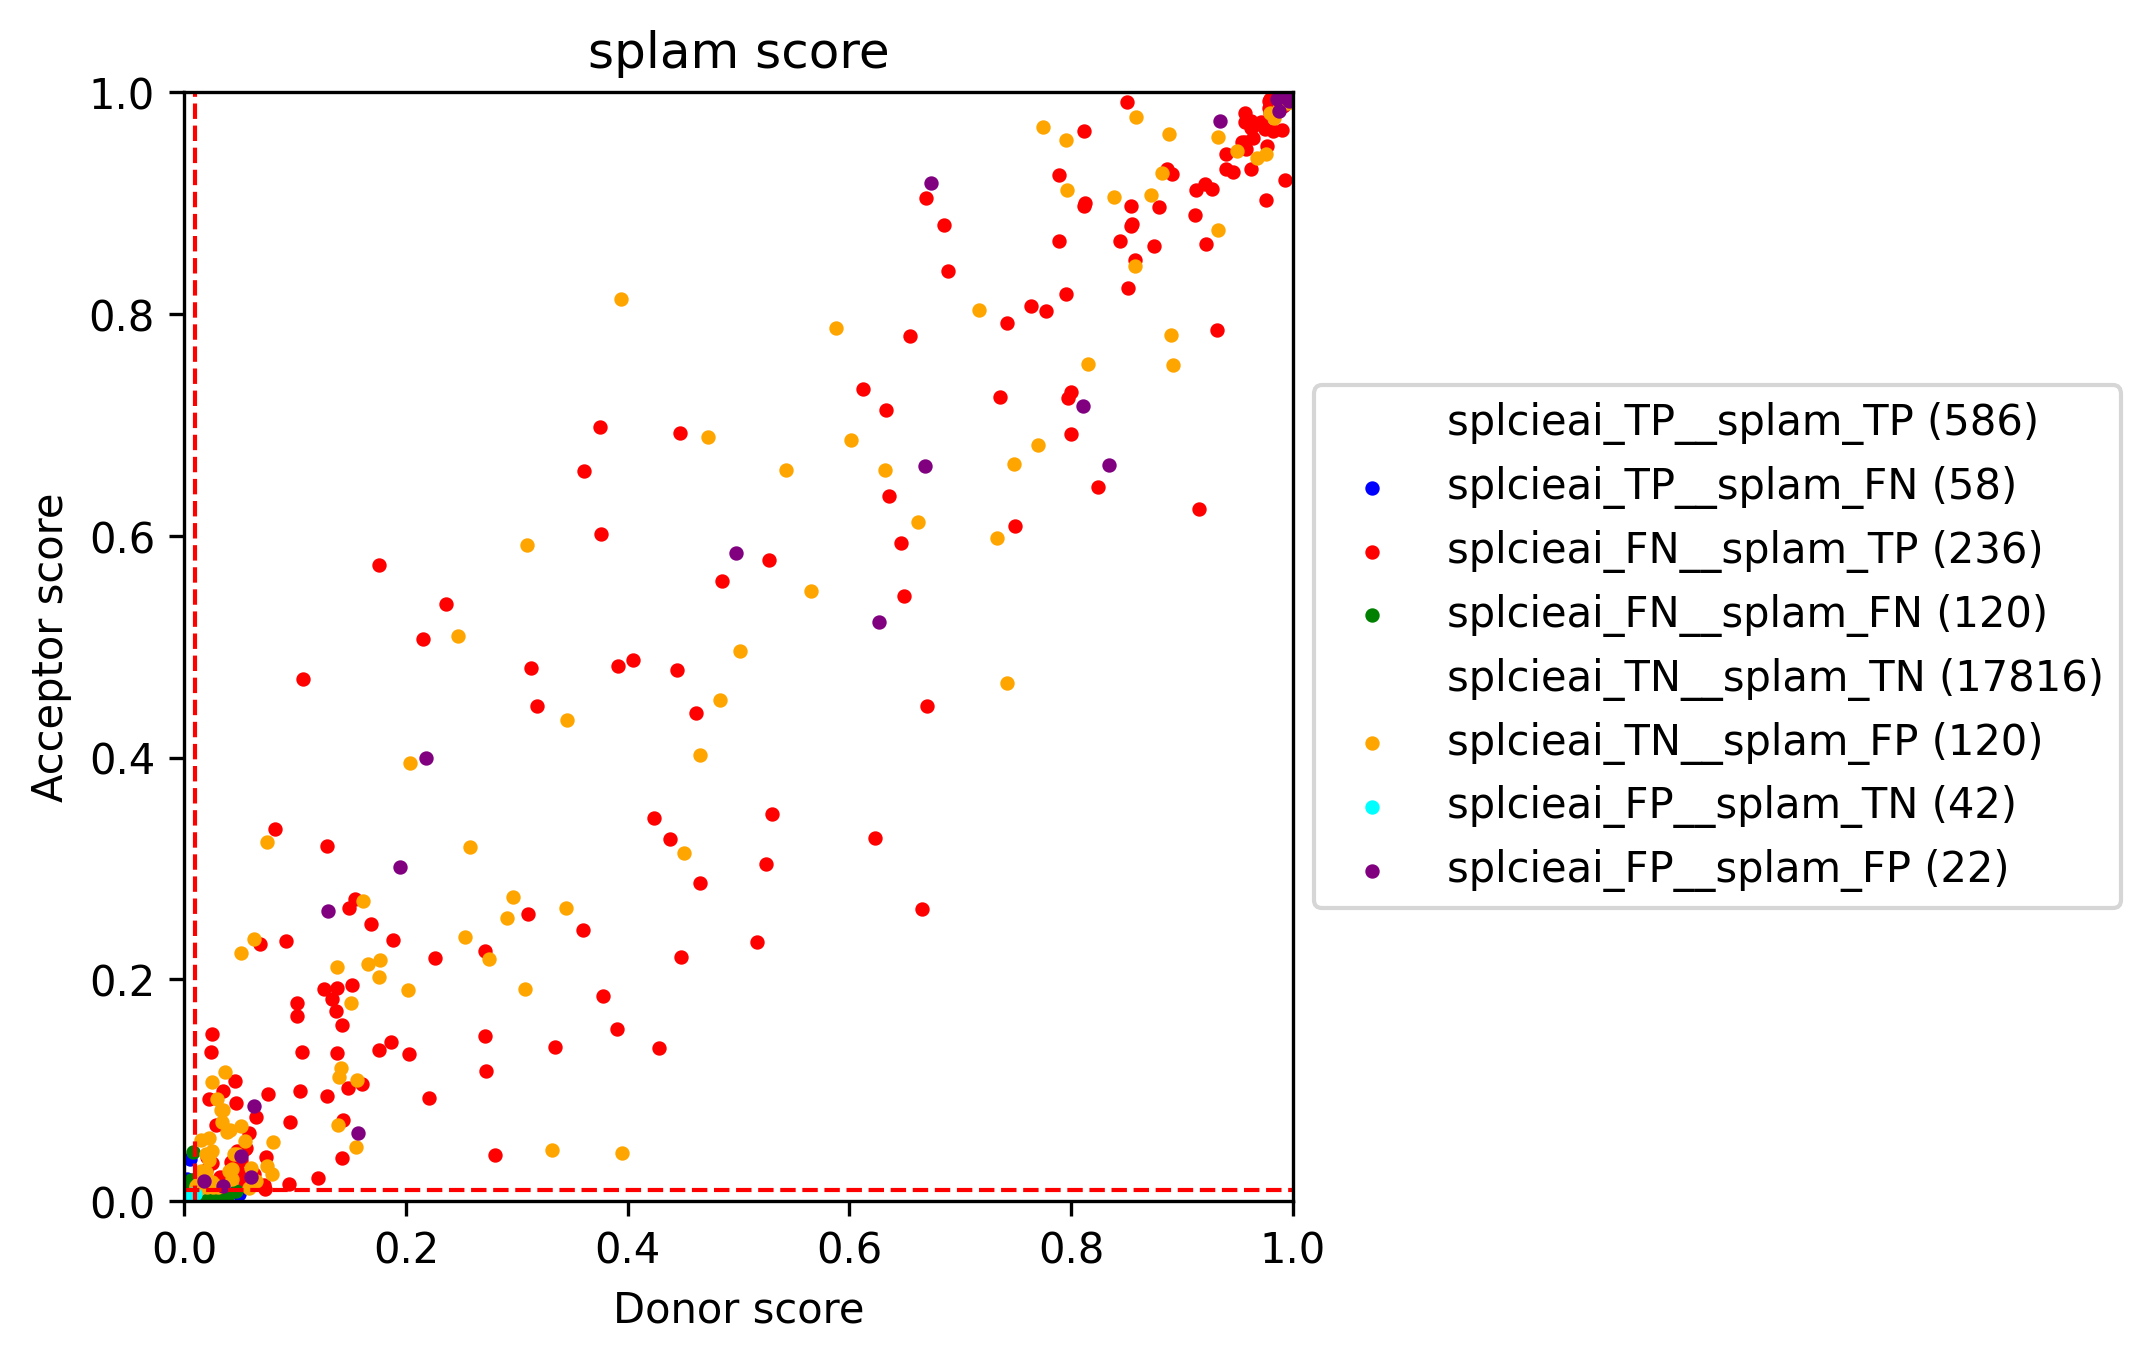 splam score
1.0
0.8
0.6
0.4
0.2
0.0
Acceptor score
0.0 0.2 0.4 0.6 0.8 1.0
Donor score
splcieai_TP__splam_TP (586)
splcieai_TP__splam_FN (58)
splcieai_FN__splam_TP (236)
splcieai_FN__splam_FN (120)
splcieai_TN__splam_TN (17816)
splcieai_TN__splam_FP (120)
splcieai_FP__splam_TN (42)
splcieai_FP__splam_FP (22)